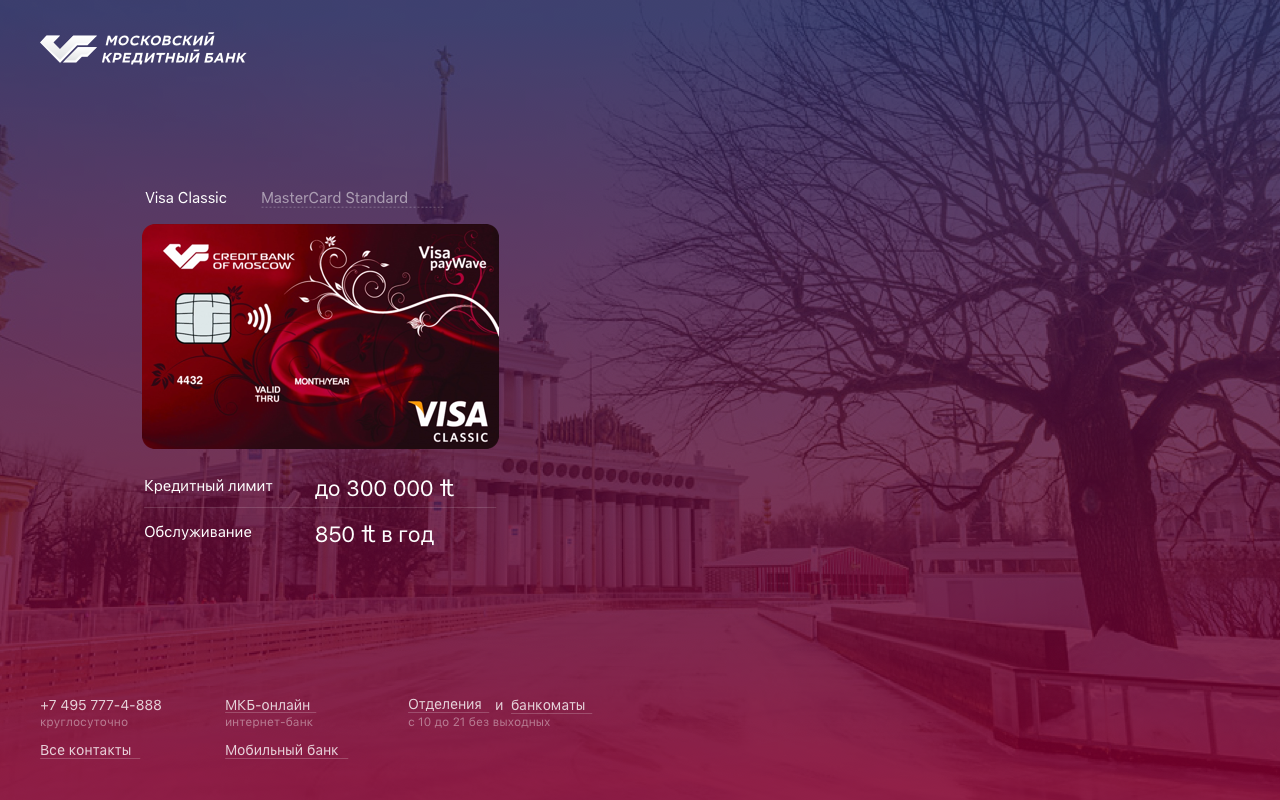 МОСКОВСКИЙ
КРЕДИТНЫЙ БАНК
Visa Classic MasterCard Standard
CREDIT BANK
OF MOSCOW
Visa
payWave
4432
MONTH/YEAR
VALID
THRU
VISA
CLASSIC
Кредитный лимит до 300 000 ₶
Обслуживание 850 ₶ в год
+7 495 777-4-888
круглосуточно
МКБ-онлайн
интернет-банк
Отделения и банкоматы
с 10 до 21 без выходных
Все контакты
Мобильный банк